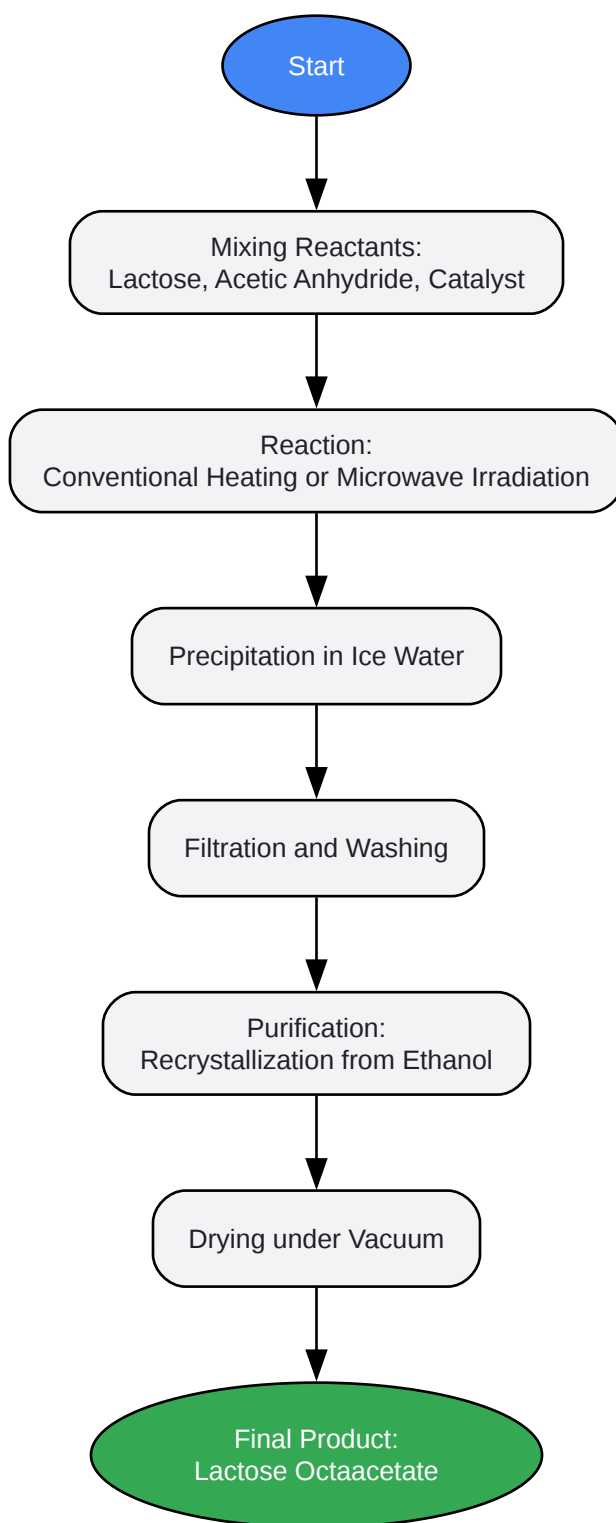 Start
Mixing Reactants:
Lactose, Acetic Anhydride, Catalyst
Reaction:
Conventional Heating or Microwave Irradiation
Precipitation in Ice Water
Filtration and Washing
Purification:
Recrystallization from Ethanol
Drying under Vacuum
Final Product:
Lactose Octaacetate